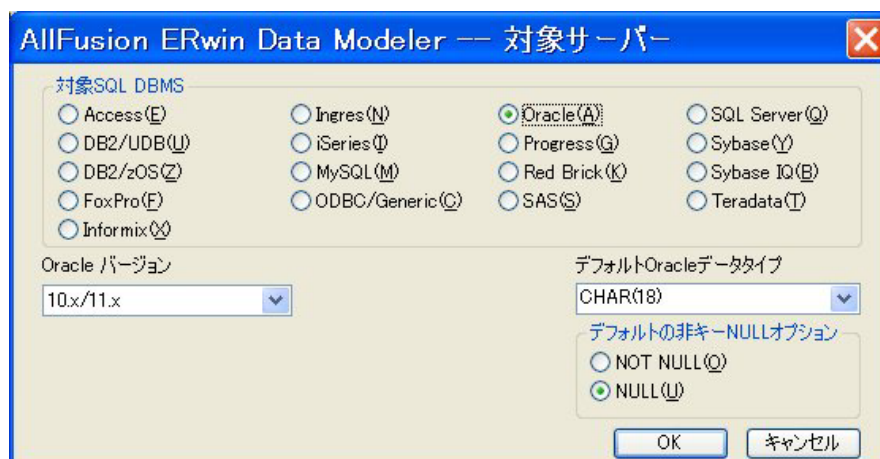 AllFusion ERwin Data Modeler -- 対象サーバー
対象SQL DBMS
Access(E) Ingres(N) Oracle(A) SQL Server(Q)
DB2/UDB(U) iSeries(I) Progress(G) Sybase(Y)
DB2/zOS(Z) MySQL(M) Red Brick(K) Sybase IQ(B)
FoxPro(F) ODBC/Generic(C) SAS(S) Teradata(T)
Informix(X)
Oracle バージョン デフォルトOracleデータタイプ
10.x/11.x CHAR(18)
デフォルトの非キーNULLオプション
NOT NULL(O)
NULL(U)
OK キャンセル